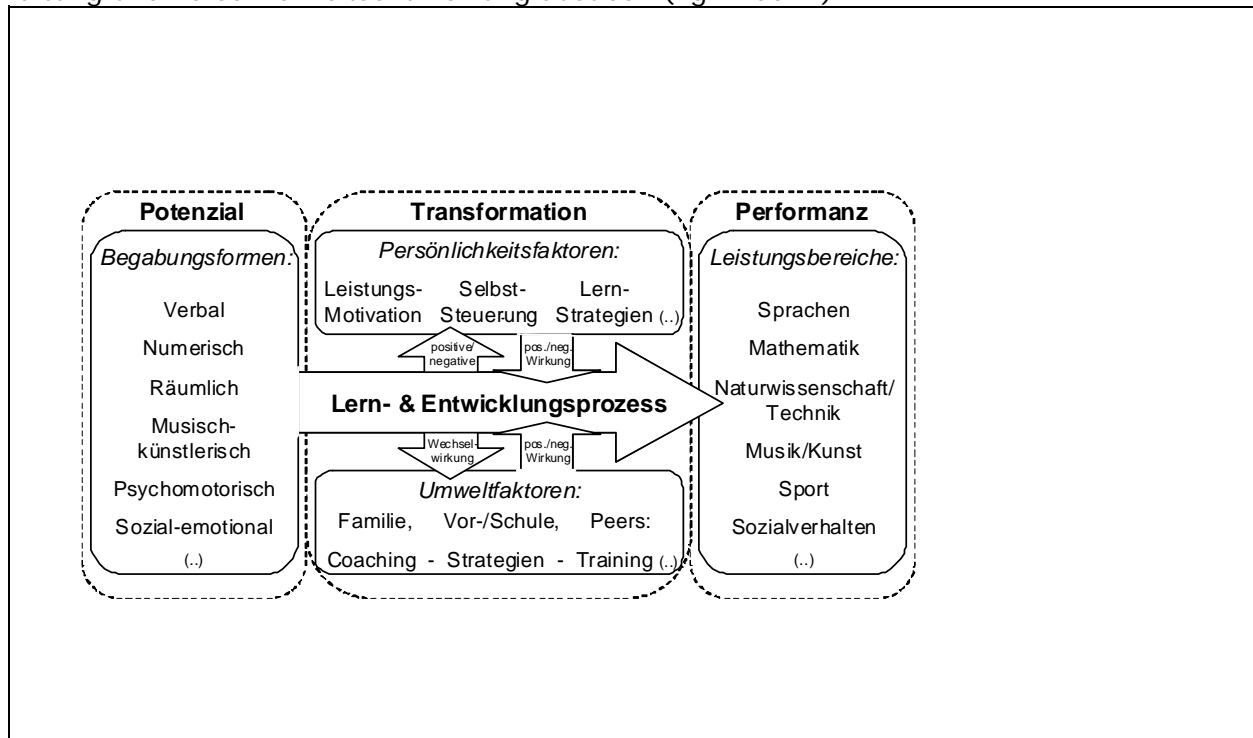 Potenzial
Begabungsformen:
Verbal
Numerisch
Räumlich
Musisch-
künstlerisch
Psychomotorisch
Sozial-emotional
(..)
Transformation
Persönlichkeitsfaktoren:
Leistungs- Selbst- Lern-
Motivation Steuerung Strategien (..)
positive/ pos./neg.
negative Wirkung
Lern- & Entwicklungsprozess
Wechsel- pos./neg.
wirkung Wirkung
Umweltfaktoren:
Familie, Vor-/Schule, Peers:
Coaching - Strategien - Training (..)
Performanz
Leistungsbereiche:
Sprachen
Mathematik
Naturwissenschaft/
Technik
Musik/Kunst
Sport
Sozialverhalten
(..)